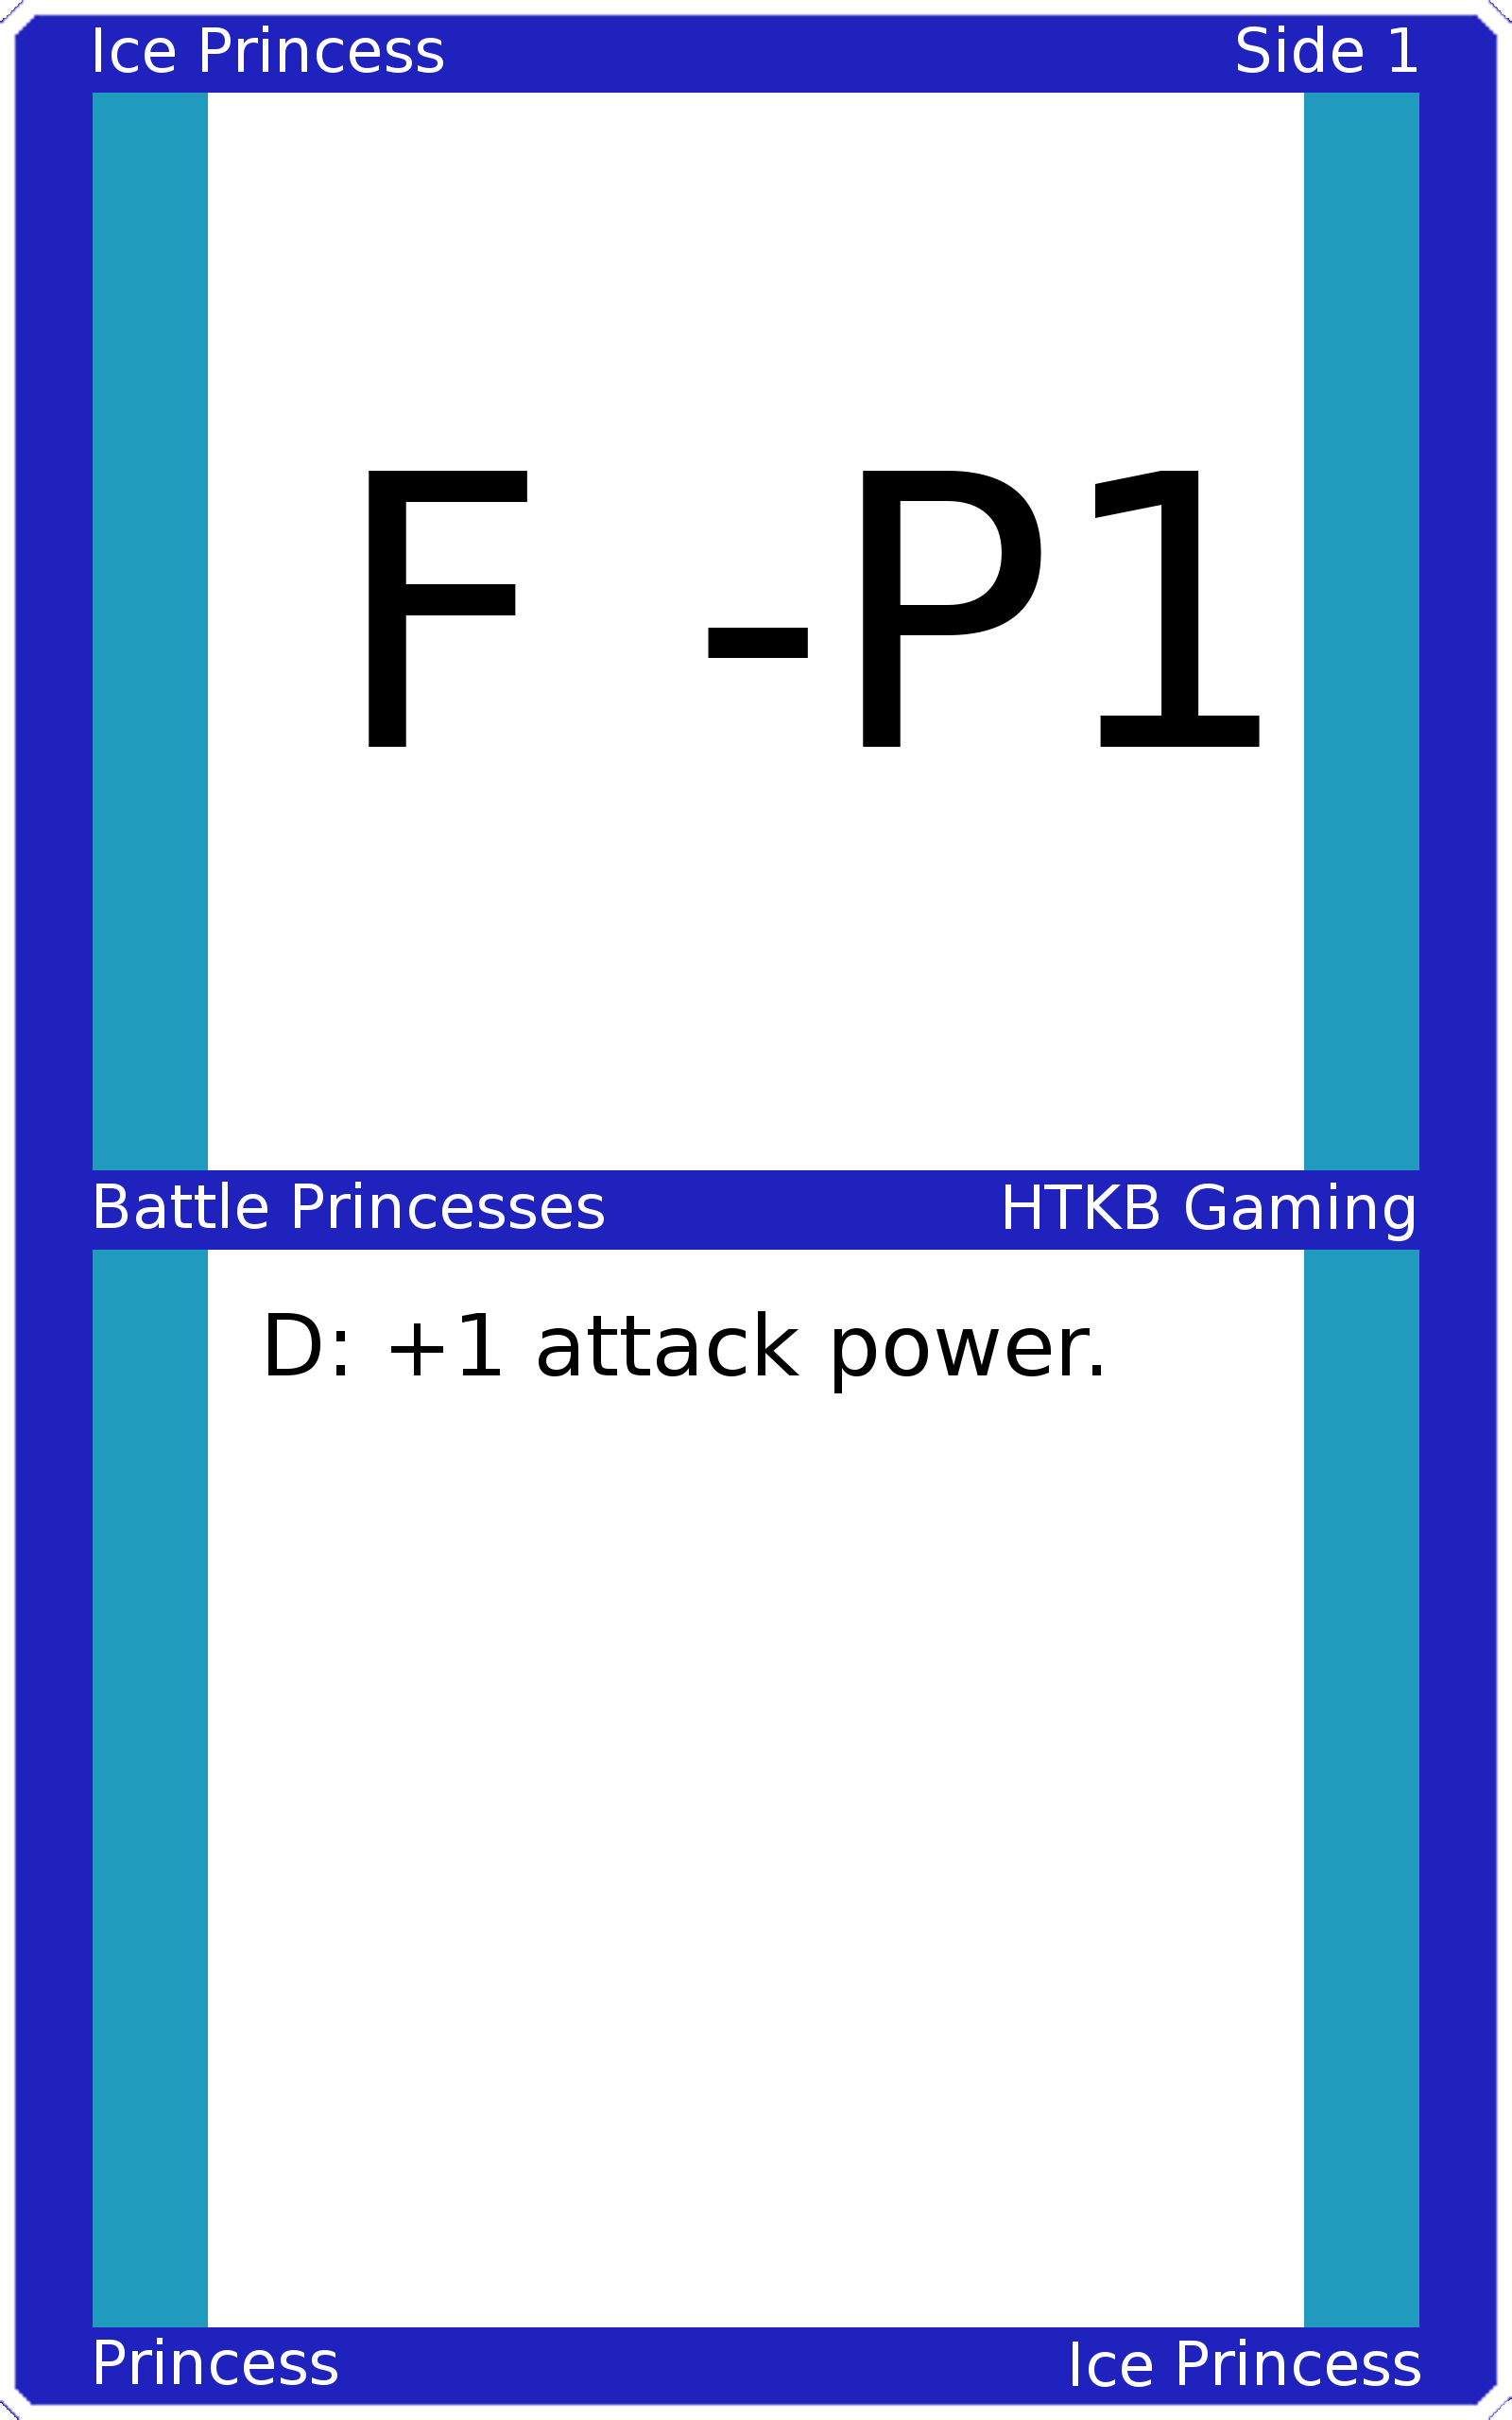 Ice Princess Side 1
F -P1
Battle Princesses HTKB Gaming
D: +1 attack power.
Princess Ice Princess